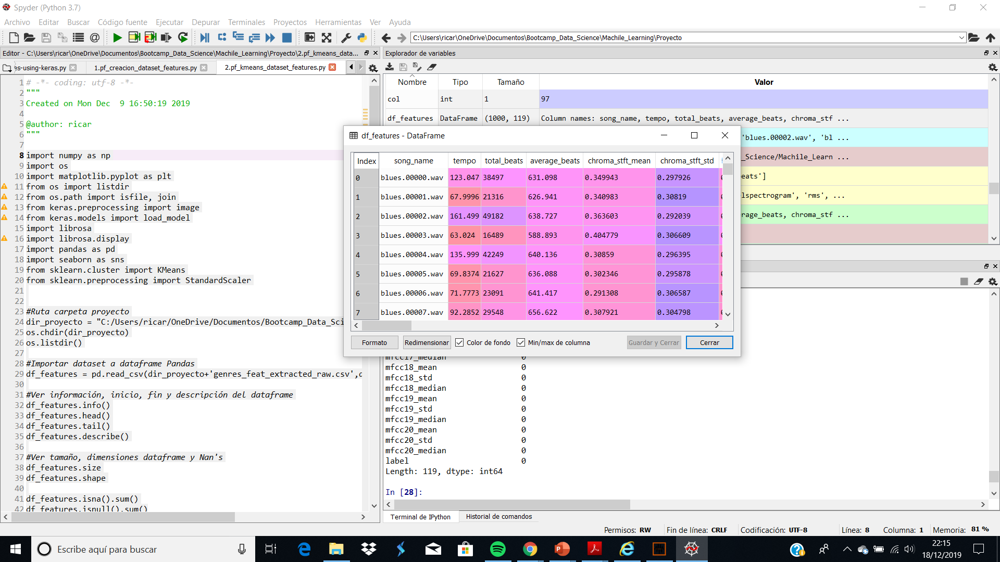 Spyder (Python 3.7)
Archivo Editar Buscar Código fuente Ejecutar Depurar Terminales Proyectos Herramientas Ver Ayuda
C:\Users\ricar\OneDrive\Documentos\Bootcamp_Data_Science\Machile_Learning\Proyecto
Editor - C:\Users\ricar\OneDrive\Documentos\Bootcamp_Data_Science\Machile_Learning\Proyecto\2.pf_kmeans_data...
es-using-keras.py 1.pf_creacion_dataset_features.py 2.pf_kmeans_dataset_features.py
1 # -*- coding: utf-8 -*-
2 """
3 Created on Mon Dec  9 16:50:19 2019
4
5 @author: ricar
6 """
7
8 import numpy as np
9 import os
10 import matplotlib.pyplot as plt
11 from os import listdir
12 from os.path import isfile, join
13 from keras.preprocessing import image
14 from keras.models import load_model
15 import librosa
16 import librosa.display
17 import pandas as pd
18 import seaborn as sns
19 from sklearn.cluster import KMeans
20 from sklearn.preprocessing import StandardScaler
21
22
23 #Ruta carpeta proyecto
24 dir_proyecto = "C:/Users/ricar/OneDrive/Documentos/Bootcamp_Data_Sci
25 os.chdir(dir_proyecto)
26 os.listdir()
27
28 #Importar dataset a dataframe Pandas
29 df_features = pd.read_csv(dir_proyecto+'genres_feat_extracted_raw.csv',
30
31 #Ver información, inicio, fin y descripción del dataframe
32 df_features.info()
33 df_features.head()
34 df_features.tail()
35 df_features.describe()
36
37 #Ver tamaño, dimensiones dataframe y Nan's
38 df_features.size
39 df_features.shape
40
41 df_features.isna().sum()
42 df_features.isnull().sum()
Explorador de variables
Nombre Tipo Tamaño Valor
col int 1 97
df_features DataFrame (1000, 119) Column names: song_name, tempo, total_beats, average_beats, chroma_stf ...
'blues.00002.wav', 'bl ...
_Science/Machile_Learn ...
eats']
lspectrogram', 'rms', ...
rage_beats, chroma_stf ...
df_features - DataFrame
Index song_name tempo total_beats average_beats chroma_stft_mean chroma_stft_std
0 blues.00000.wav 123.047 38497 631.098 0.349943 0.297926
1 blues.00001.wav 67.9996 21316 626.941 0.340983 0.30819
2 blues.00002.wav 161.499 49182 638.727 0.363603 0.292039
3 blues.00003.wav 63.024 16489 588.893 0.404779 0.306609
4 blues.00004.wav 135.999 42249 640.136 0.30859 0.296395
5 blues.00005.wav 69.8374 21627 636.088 0.302346 0.295878
6 blues.00006.wav 71.7773 23091 641.417 0.291308 0.306587
7 blues.00007.wav 92.2852 29548 656.622 0.307921 0.304798
Formato Redimensionar Color de fondo Min/max de columna Guardar y Cerrar Cerrar
mfcc17_median 0
mfcc18_mean 0
mfcc18_std 0
mfcc18_median 0
mfcc19_mean 0
mfcc19_std 0
mfcc19_median 0
mfcc20_mean 0
mfcc20_std 0
mfcc20_median 0
label 0
Length: 119, dtype: int64
In [28]:
Terminal de IPython Historial de comandos
Permisos: RW Fin de línea: CRLF Codificación: UTF-8 Línea: 8 Columna: 1 Memoria: 81 %
Escribe aquí para buscar
22:15
18/12/2019